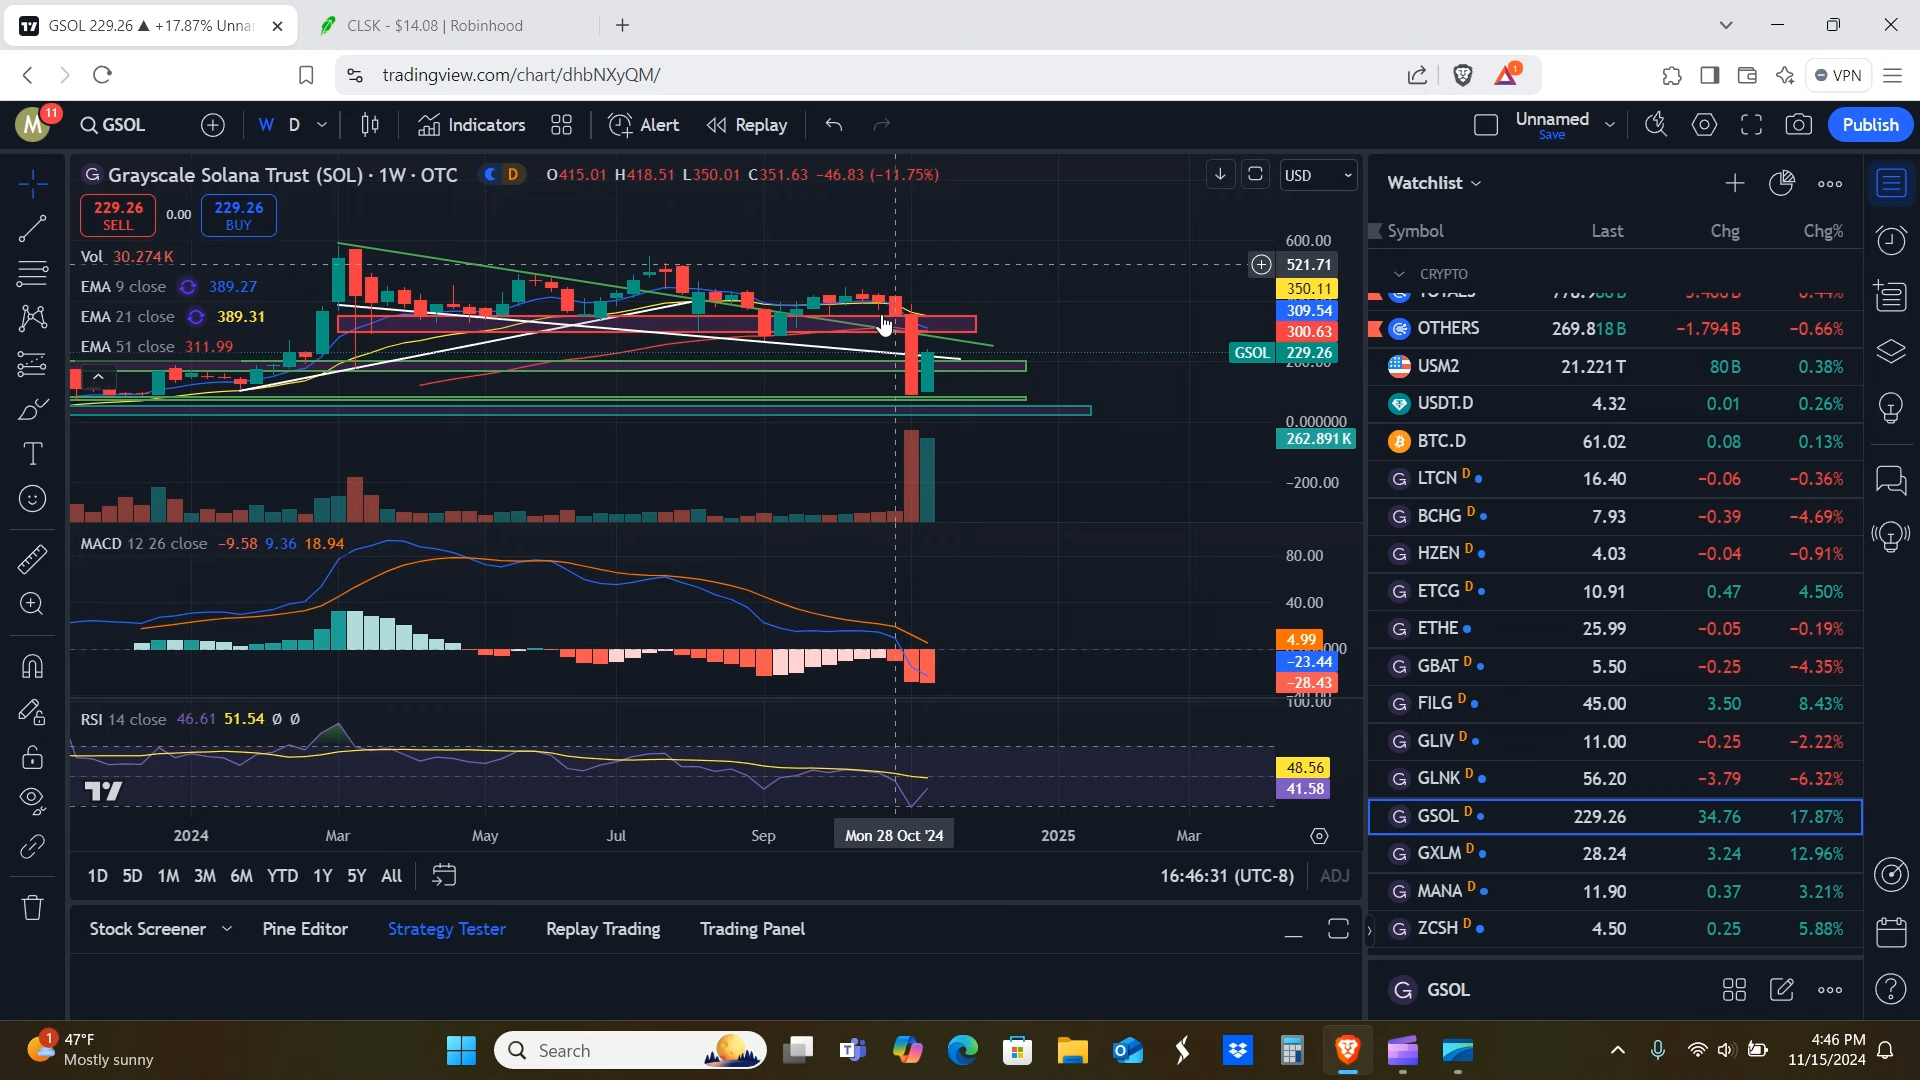 GSOL 229.26 ▲ +17.87% Unna
CLSK - $14.08 | Robinhood
tradingview.com/chart/dhbNXyQM/
1
VPN
M
11
GSOL
W D
Indicators
Alert
Replay
Unnamed
Save
Publish
Grayscale Solana Trust (SOL) · 1W · OTC
D
O415.01 H418.51 L350.01 C351.63 −46.83 (−11.75%)
USD
229.26
SELL
0.00
229.26
BUY
Vol 30.274K
EMA 9 close 389.27
EMA 21 close 389.31
EMA 51 close 311.99
600.00
521.71
350.11
309.54
300.63
GSOL 229.26
200.00
0.000000
262.891K
−200.00
MACD 12 26 close −9.58 9.36 18.94
80.00
40.00
4.99
−23.44
−28.43
100.00
RSI 14 close 46.61 51.54 Ø Ø
48.56
41.58
2024 Mar May Jul Sep Mon 28 Oct '24 2025 Mar
1D 5D 1M 3M 6M YTD 1Y 5Y All
16:46:31 (UTC-8) ADJ
Stock Screener Pine Editor Strategy Tester Replay Trading Trading Panel
Watchlist
Symbol Last Chg Chg%
CRYPTO
OTHERS 269.818B −1.794B −0.66%
USM2 21.221T 80B 0.38%
USDT.D 4.32 0.01 0.26%
BTC.D 61.02 0.08 0.13%
LTCN D 16.40 −0.06 −0.36%
BCHG D 7.93 −0.39 −4.69%
HZEN D 4.03 −0.04 −0.91%
ETCG D 10.91 0.47 4.50%
ETHE 25.99 −0.05 −0.19%
GBAT D 5.50 −0.25 −4.35%
FILG D 45.00 3.50 8.43%
GLIV D 11.00 −0.25 −2.22%
GLNK D 56.20 −3.79 −6.32%
GSOL D 229.26 34.76 17.87%
GXLM D 28.24 3.24 12.96%
MANA D 11.90 0.37 3.21%
ZCSH D 4.50 0.25 5.88%
GSOL
1
47°F
Mostly sunny
Search
4:46 PM
11/15/2024